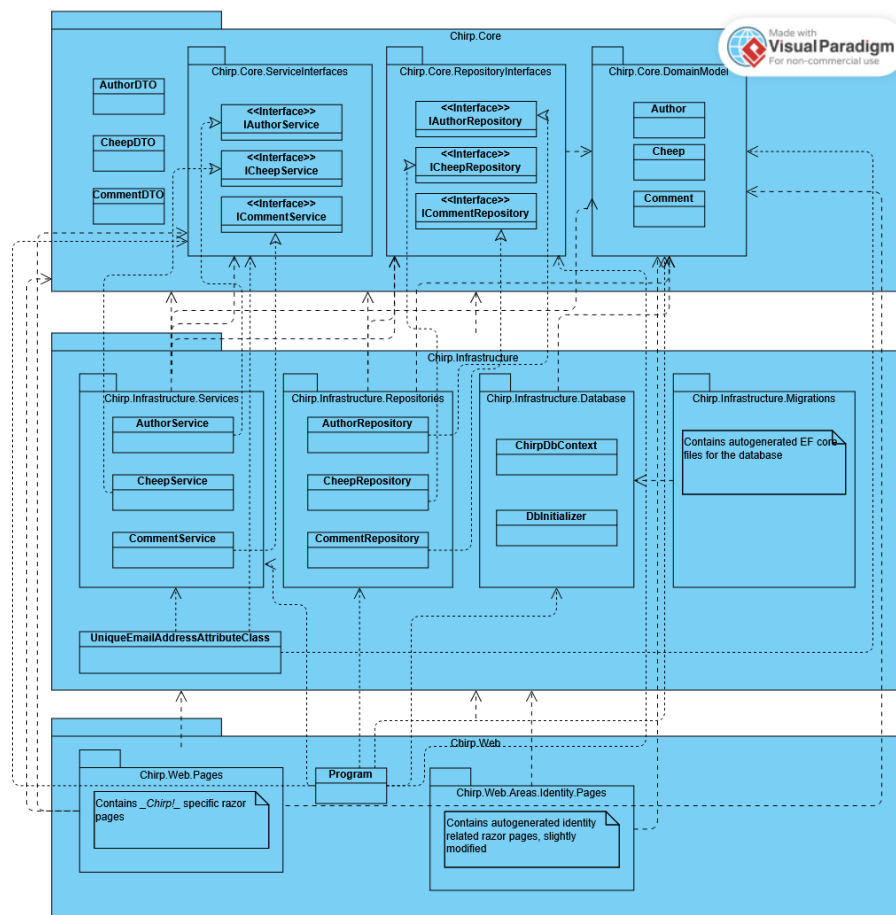 Made with
VisualParadigm
For non-commercial use
Chirp.Core
Chirp.Core.ServiceInterfaces
Chirp.Core.RepositoryInterfaces
Chirp.Core.DomainModel
AuthorDTO
CheepDTO
CommentDTO
<<Interface>>
IAuthorService
<<Interface>>
ICheepService
<<Interface>>
ICommentService
<<Interface>>
IAuthorRepository
<<Interface>>
ICheepRepository
<<Interface>>
ICommentRepository
Author
Cheep
Comment
Chirp.Infrastructure
Chirp.Infrastructure.Services
AuthorService
CheepService
CommentService
Chirp.Infrastructure.Repositories
AuthorRepository
CheepRepository
CommentRepository
Chirp.Infrastructure.Database
ChirpDbContext
DbInitializer
Chirp.Infrastructure.Migrations
Contains autogenerated EF core
files for the database
UniqueEmailAddressAttributeClass
Chirp.Web
Chirp.Web.Pages
Contains _Chirp!_ specific razor
pages
Program
Chirp.Web.Areas.Identity.Pages
Contains autogenerated identity
related razor pages, slightly
modified